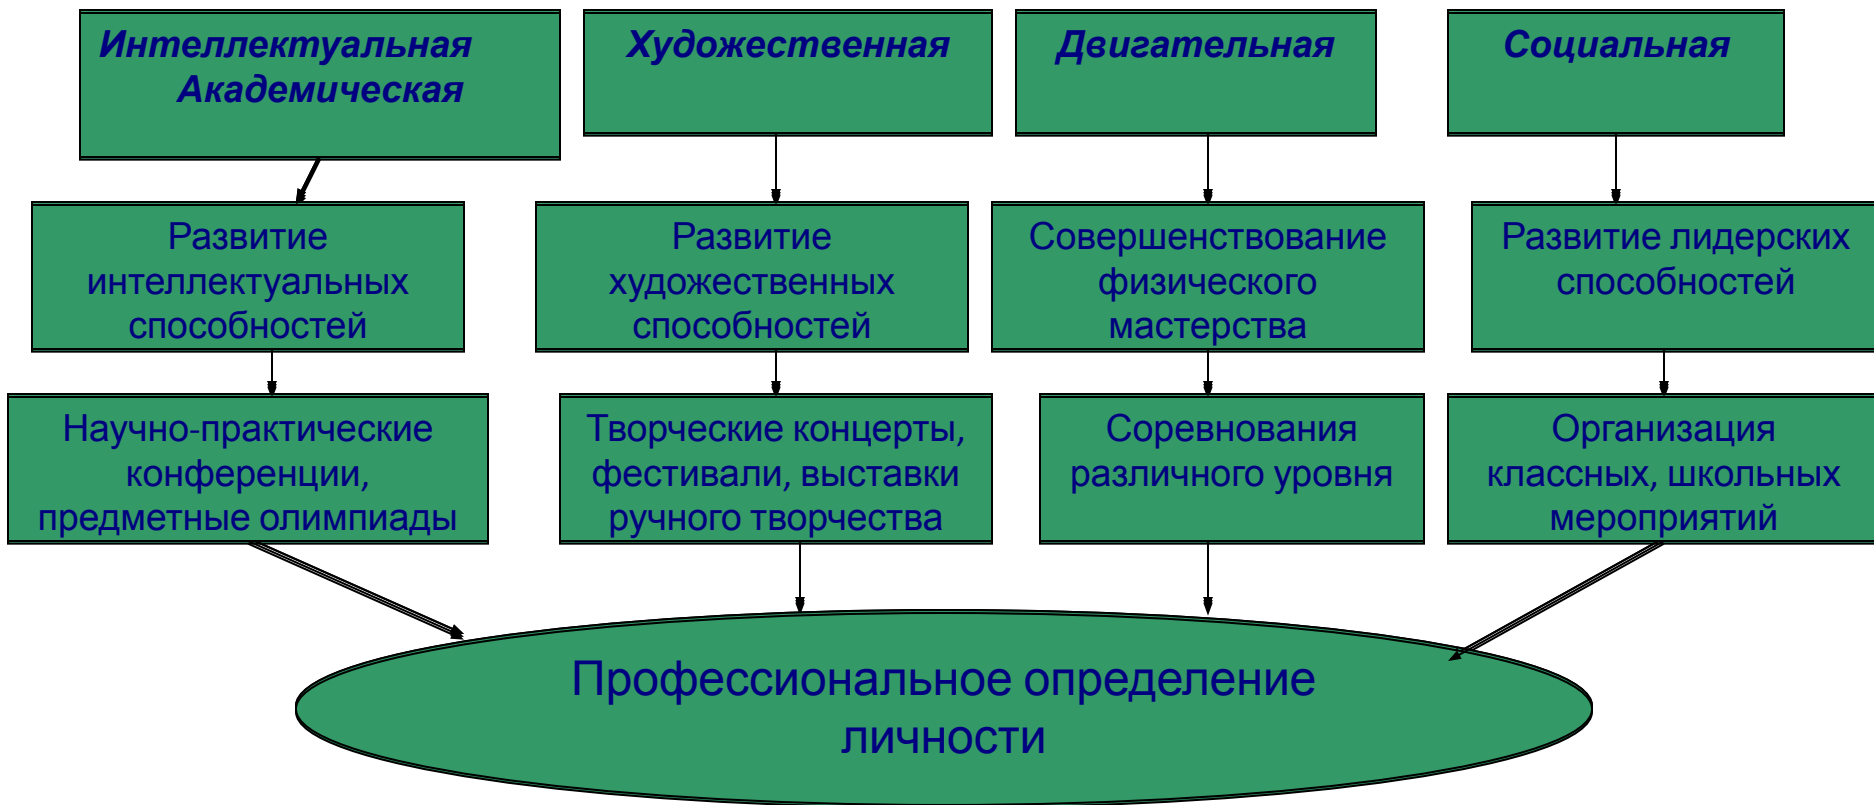 Интеллектуальная
Академическая
Художественная
Двигательная
Социальная
Развитие
интеллектуальных
способностей
Развитие
художественных
способностей
Совершенствование
физического
мастерства
Развитие лидерских
способностей
Научно-практические
конференции,
предметные олимпиады
Творческие концерты,
фестивали, выставки
ручного творчества
Соревнования
различного уровня
Организация
классных, школьных
мероприятий
Профессиональное определение
личности